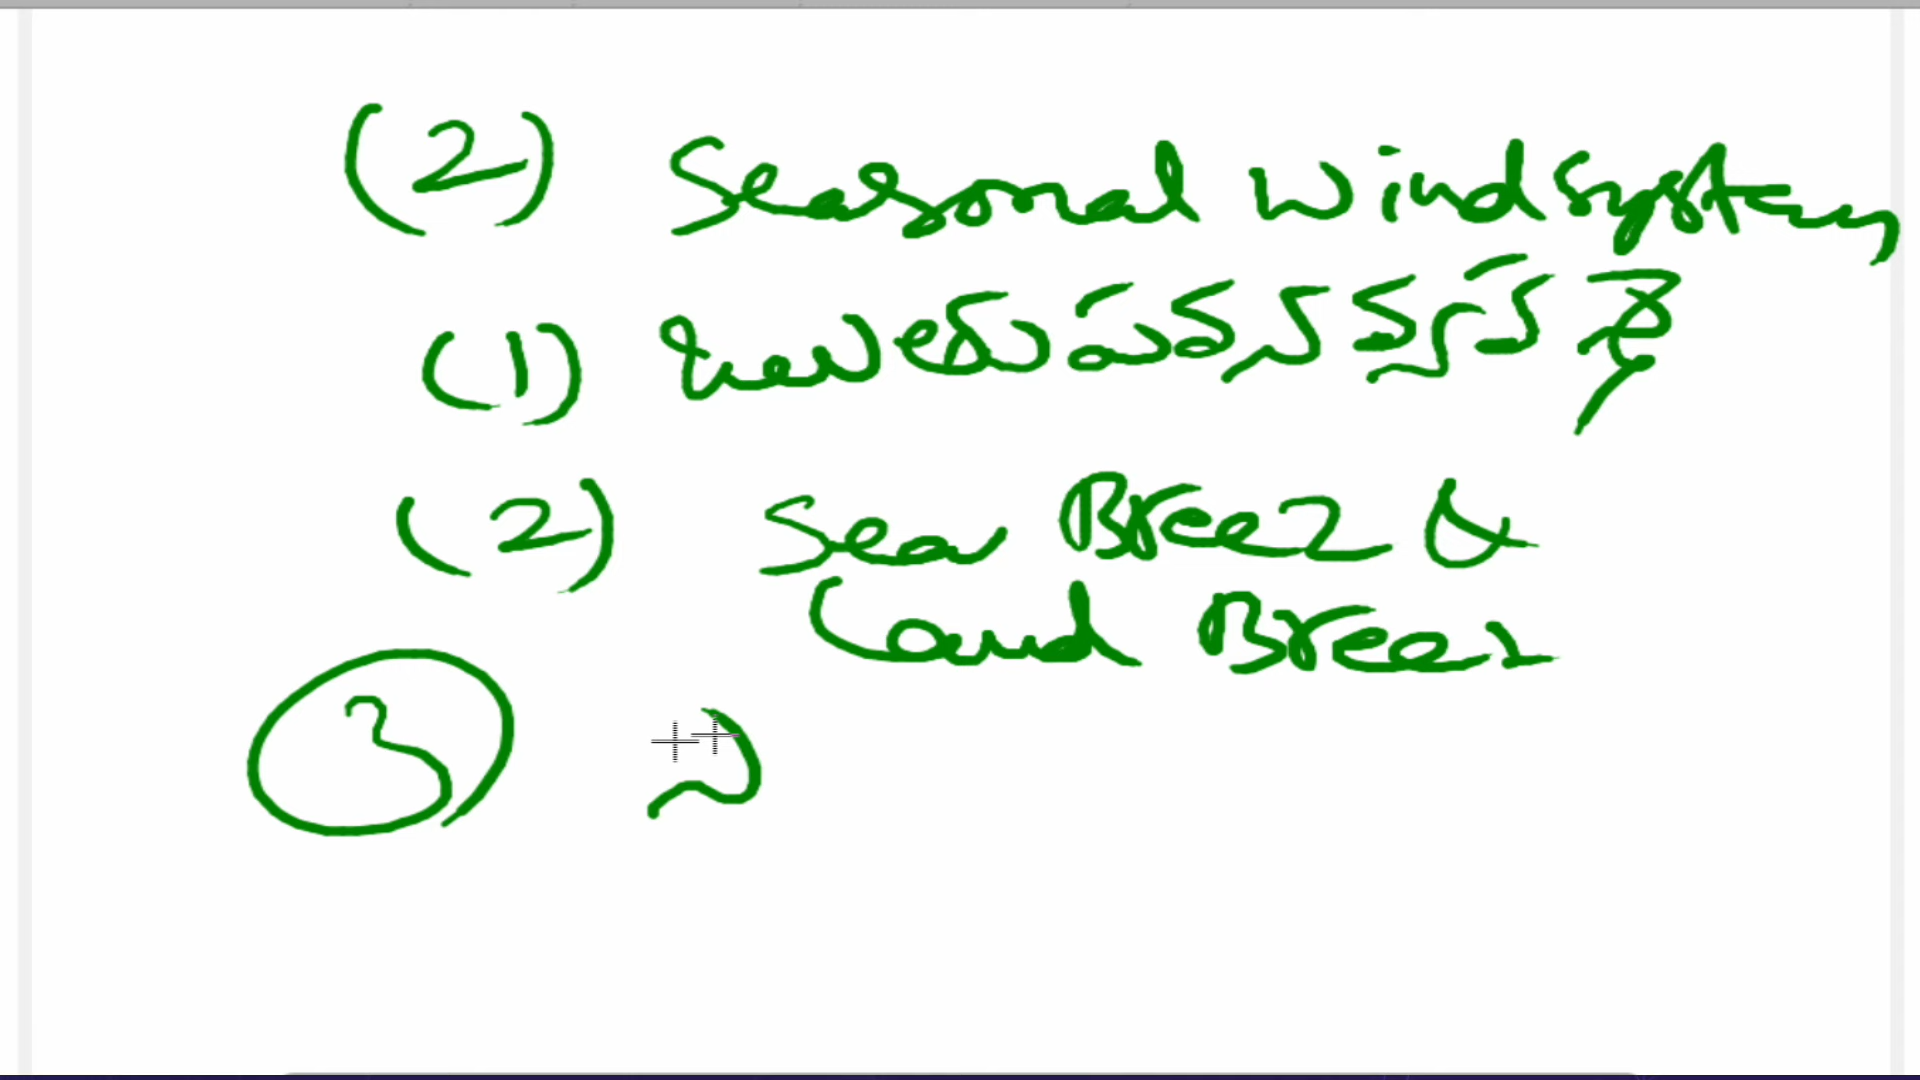 (2) Seasonal wind system
(1) ఋతుపవన వ్యవస్థ
(2) Sea Breez &
Land Breez
3